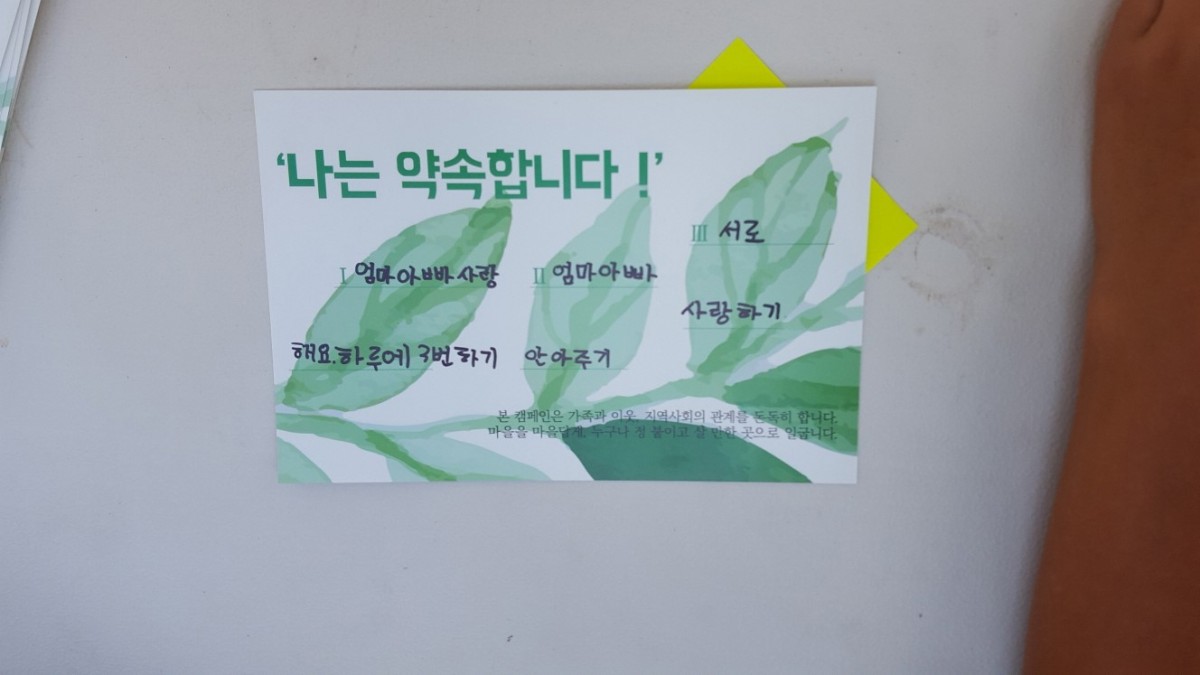 ‘나는 약속합니다 !’
I 엄마아빠사랑
해요.하루에 3번하기
II 엄마아빠
안아주기
III 서로
사랑하기
본 캠페인은 가족과 이웃, 지역사회의 관계를 돈독히 합니다.
마을을 마을답게, 누구나 정 붙이고 살 만한 곳으로 일굽니다.